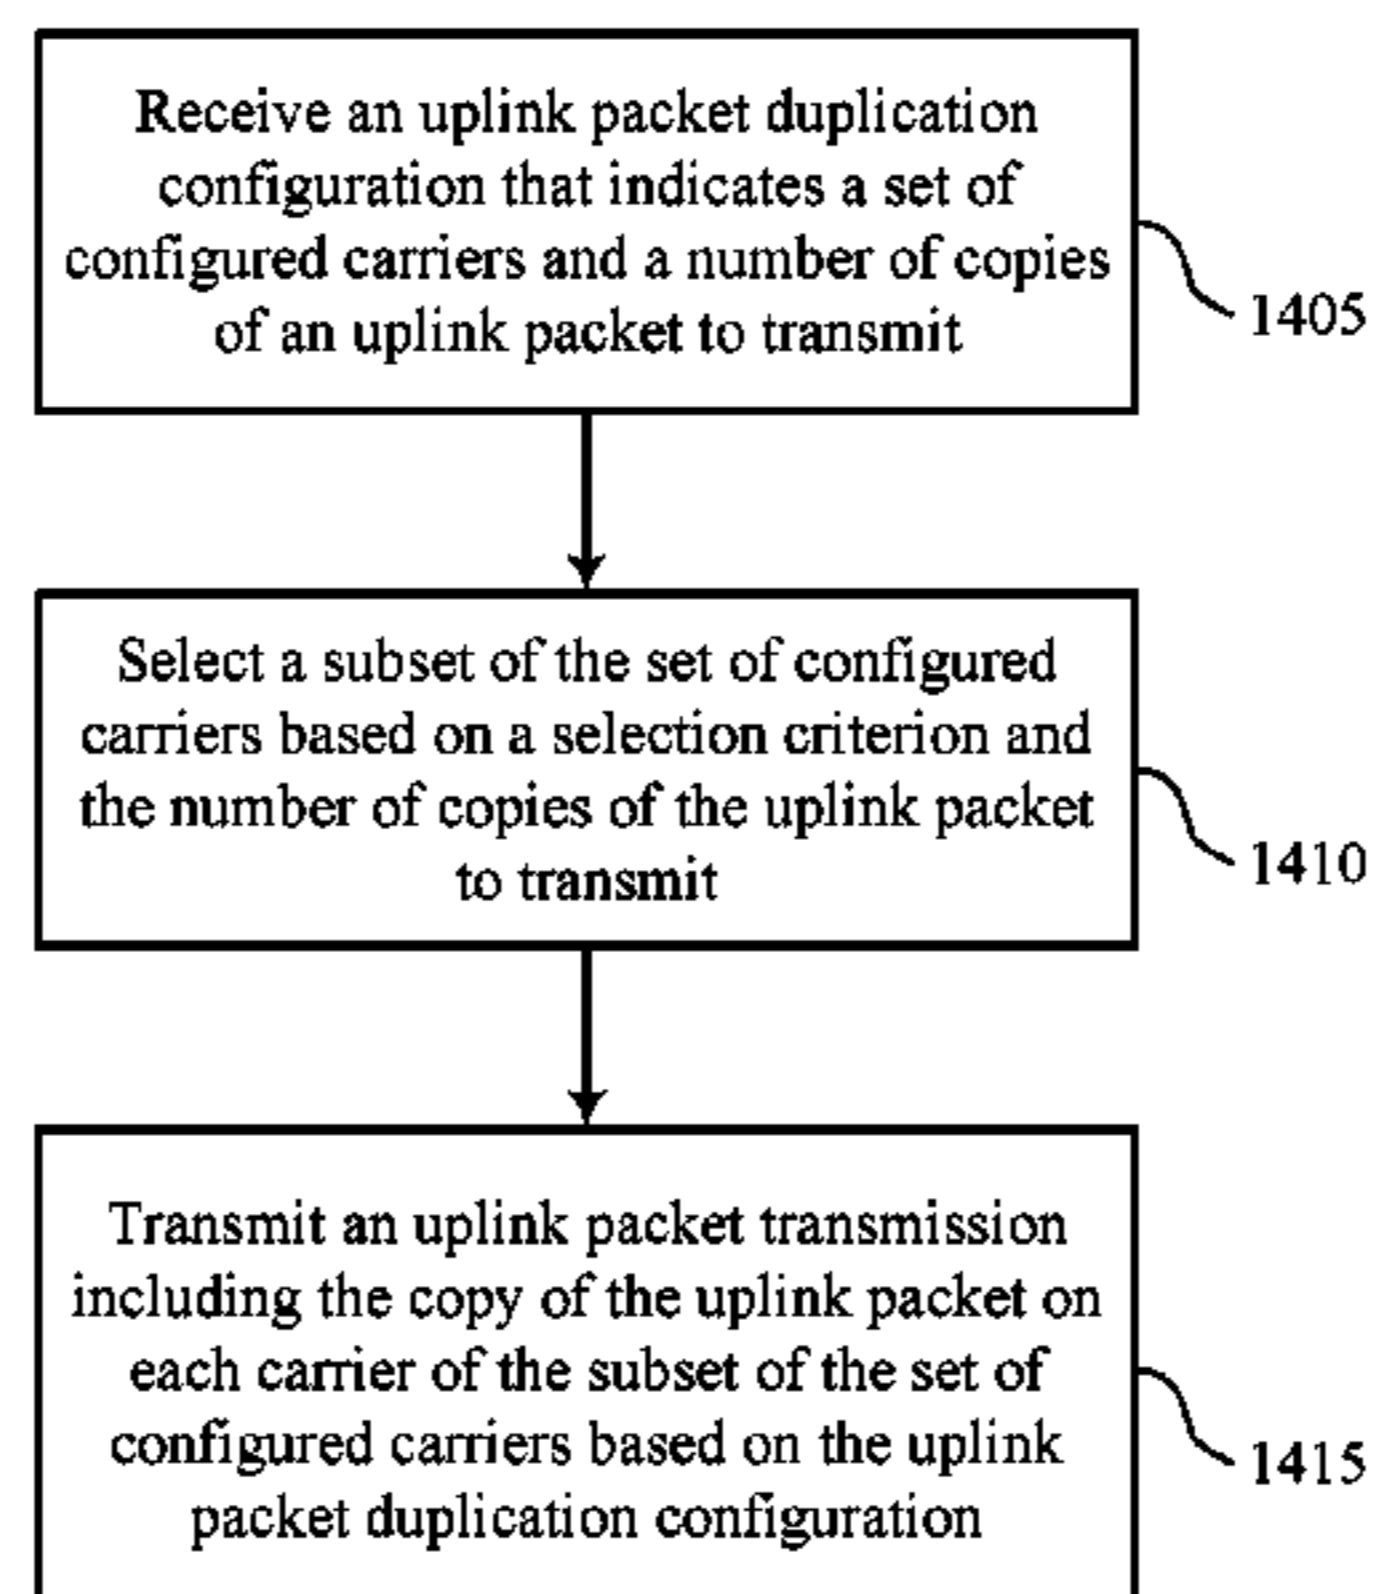 Receive an uplink packet duplication
configuration that indicates a set of
configured carriers and a number of copies
of an uplink packet to transmit
1405
Select a subset of the set of configured
carriers based on a selection criterion and
the number of copies of the uplink packet
to transmit
1410
Transmit an uplink packet transmission
including the copy of the uplink packet on
each carrier of the subset of the set of
configured carriers based on the uplink
packet duplication configuration
1415